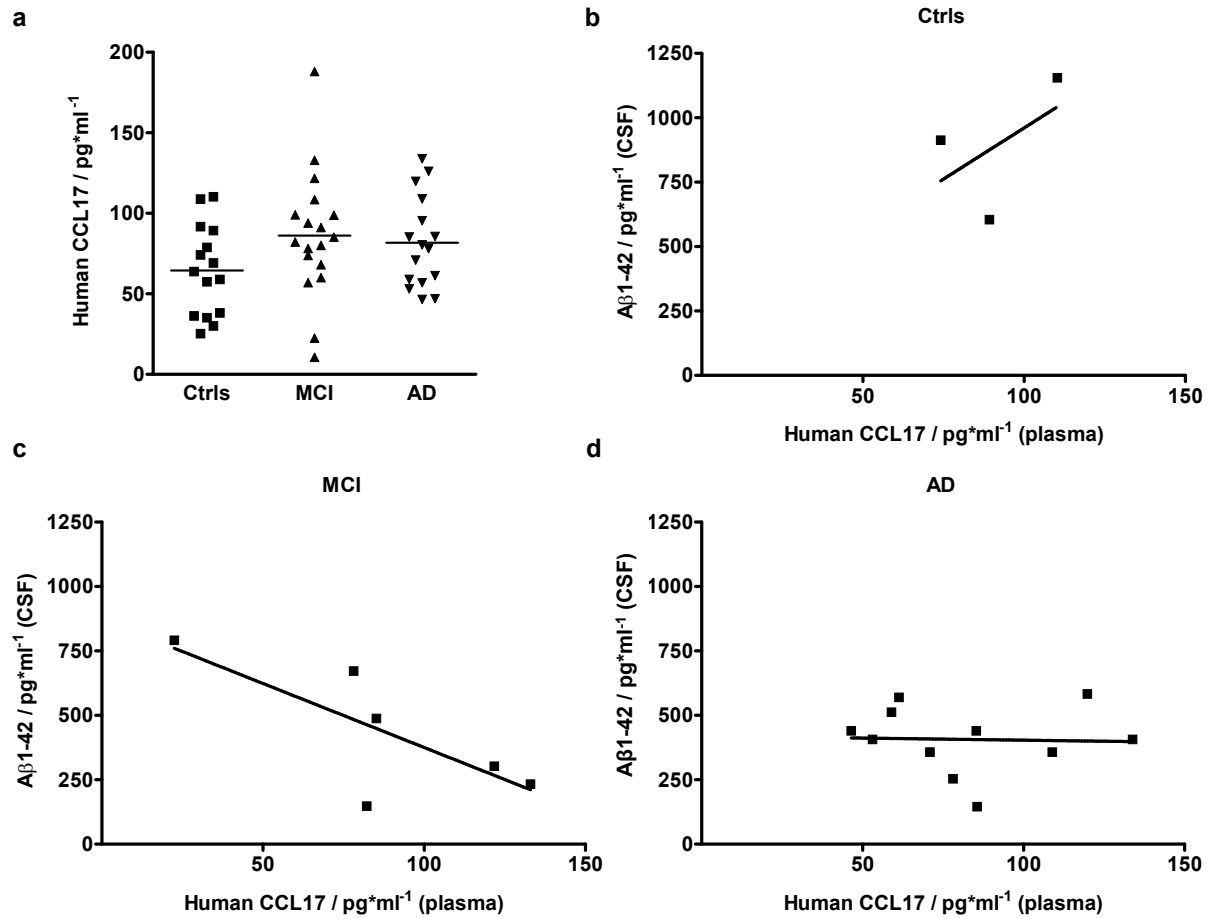 a
Human CCL17 / pg*ml-1
200
150
100
50
0
Ctrls MCI AD
b
Ctrls
Aβ1-42 / pg*ml-1 (CSF)
1250
1000
750
500
250
0
50 100 150
Human CCL17 / pg*ml-1 (plasma)
c
MCI
Aβ1-42 / pg*ml-1 (CSF)
1250
1000
750
500
250
0
50 100 150
Human CCL17 / pg*ml-1 (plasma)
d
AD
Aβ1-42 / pg*ml-1 (CSF)
1250
1000
750
500
250
0
50 100 150
Human CCL17 / pg*ml-1 (plasma)